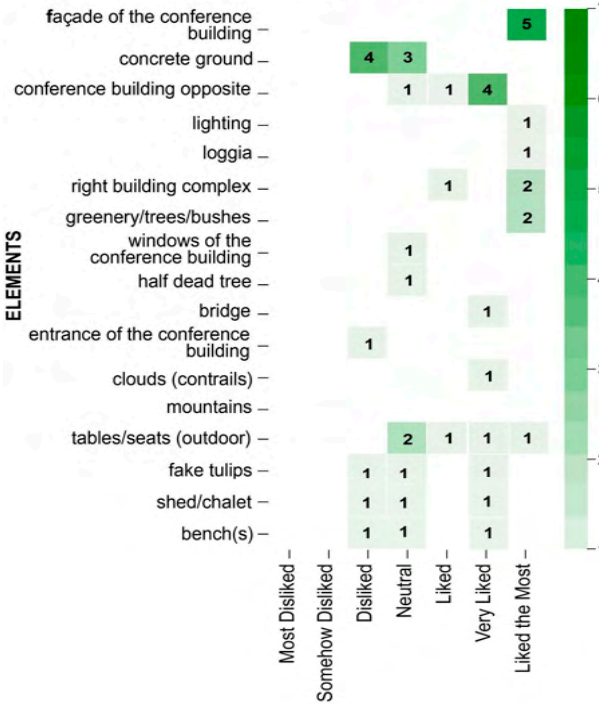 façade of the conference
building
5
concrete ground
4 3
conference building opposite
1 1 4
lighting
1
loggia
1
right building complex
1 2
greenery/trees/bushes
2
windows of the
conference building
1
half dead tree
1
bridge
1
entrance of the conference
building
1
clouds (contrails)
1
mountains
tables/seats (outdoor)
2 1 1 1
fake tulips
1 1 1
shed/chalet
1 1 1
bench(s)
1 1 1
ELEMENTS
Most Disliked
Somehow Disliked
Disliked
Neutral
Liked
Very Liked
Liked the Most